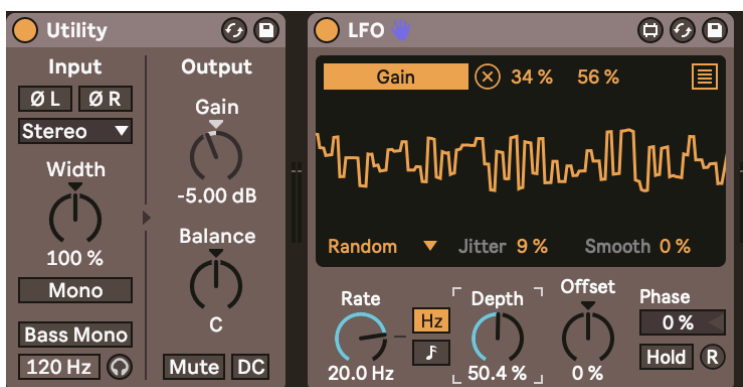 Utility
Input
Output
Ø L
Ø R
Stereo
Gain
Width
-5.00 dB
100 %
Balance
Mono
C
Bass Mono
120 Hz
Mute
DC
LFO
Gain
34 %
56 %
Random
Jitter 9 %
Smooth 0 %
Rate
Hz
20.0 Hz
Depth
50.4 %
Offset
0 %
Phase
0 %
Hold
R